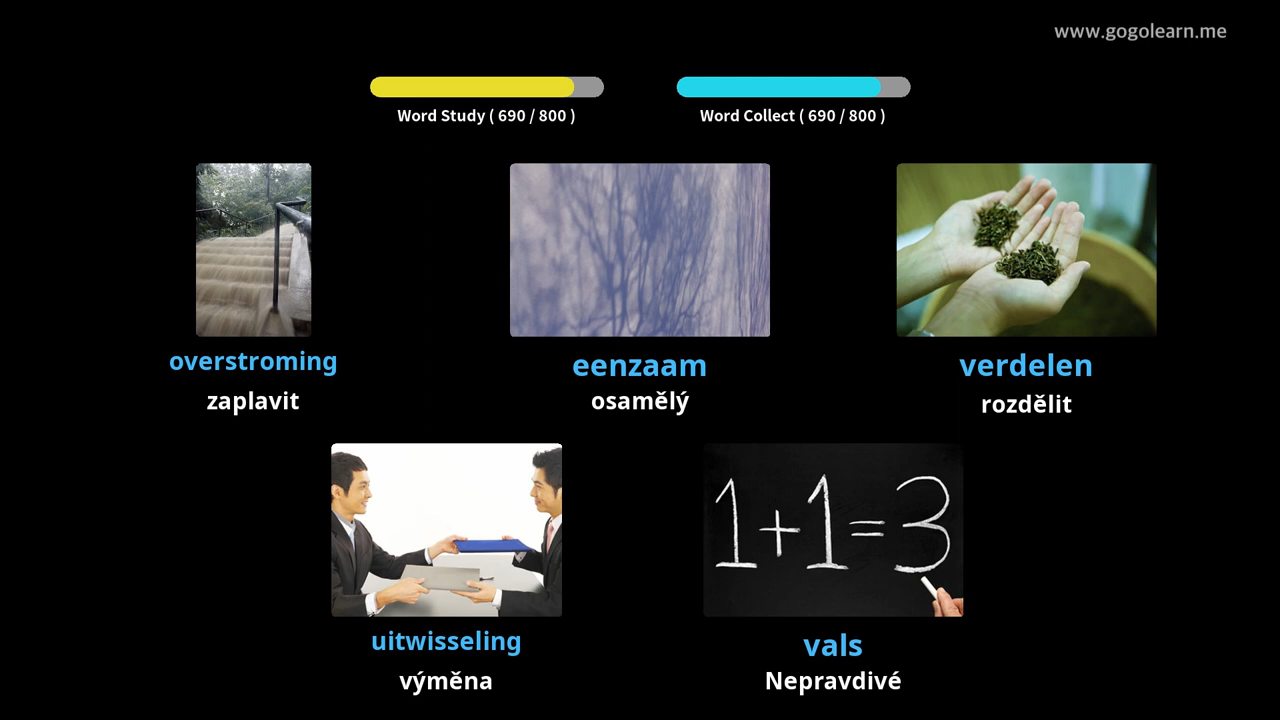 www.gogolearn.me
Word Study ( 690 / 800 )
Word Collect ( 690 / 800 )
overstroming
zaplavit
eenzaam
osamělý
verdelen
rozdělit
1+1=3
uitwisseling
výměna
vals
Nepravdivé